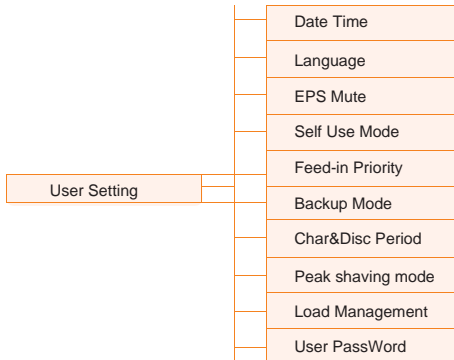 Date Time
Language
EPS Mute
Self Use Mode
Feed-in Priority
User Setting
Backup Mode
Char&Disc Period
Peak shaving mode
Load Management
User PassWord